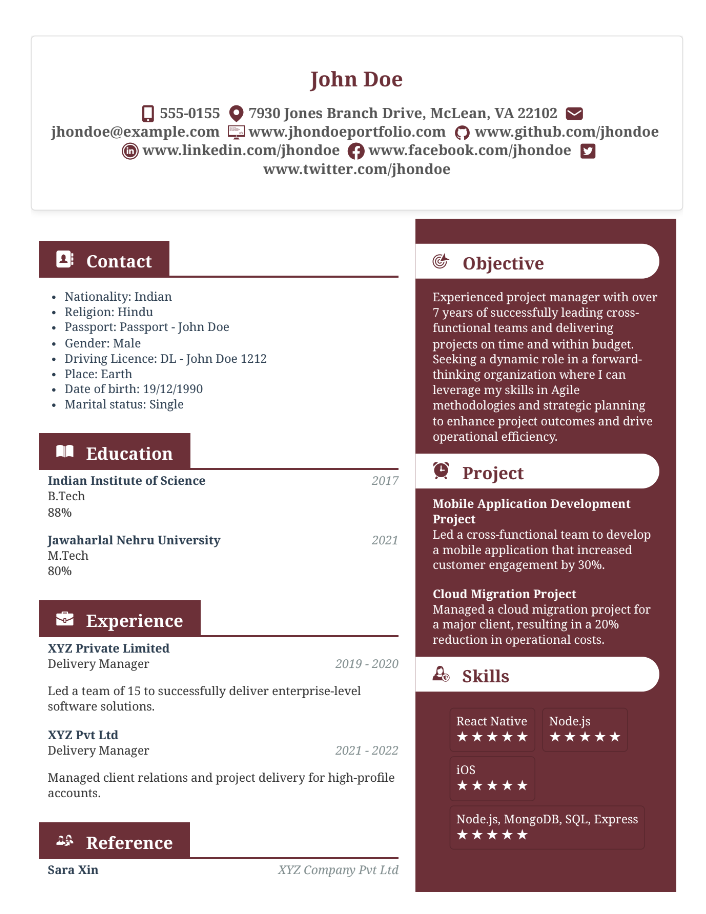 John Doe
555-0155 7930 Jones Branch Drive, McLean, VA 22102
jhondoe@example.com www.jhondoeportfolio.com www.github.com/jhondoe
www.linkedin.com/jhondoe www.facebook.com/jhondoe
www.twitter.com/jhondoe
Contact
• Nationality: Indian
• Religion: Hindu
• Passport: Passport - John Doe
• Gender: Male
• Driving Licence: DL - John Doe 1212
• Place: Earth
• Date of birth: 19/12/1990
• Marital status: Single
Education
Indian Institute of Science 2017
B.Tech
88%
Jawaharlal Nehru University 2021
M.Tech
80%
Experience
XYZ Private Limited
Delivery Manager 2019 - 2020
Led a team of 15 to successfully deliver enterprise-level
software solutions.
XYZ Pvt Ltd
Delivery Manager 2021 - 2022
Managed client relations and project delivery for high-profile
accounts.
Reference
Sara Xin XYZ Company Pvt Ltd
Objective
Experienced project manager with over
7 years of successfully leading cross-
functional teams and delivering
projects on time and within budget.
Seeking a dynamic role in a forward-
thinking organization where I can
leverage my skills in Agile
methodologies and strategic planning
to enhance project outcomes and drive
operational efficiency.
Project
Mobile Application Development
Project
Led a cross-functional team to develop
a mobile application that increased
customer engagement by 30%.
Cloud Migration Project
Managed a cloud migration project for
a major client, resulting in a 20%
reduction in operational costs.
Skills
React Native Node.js
★★★★★ ★★★★★
iOS
★★★★★
Node.js, MongoDB, SQL, Express
★★★★★